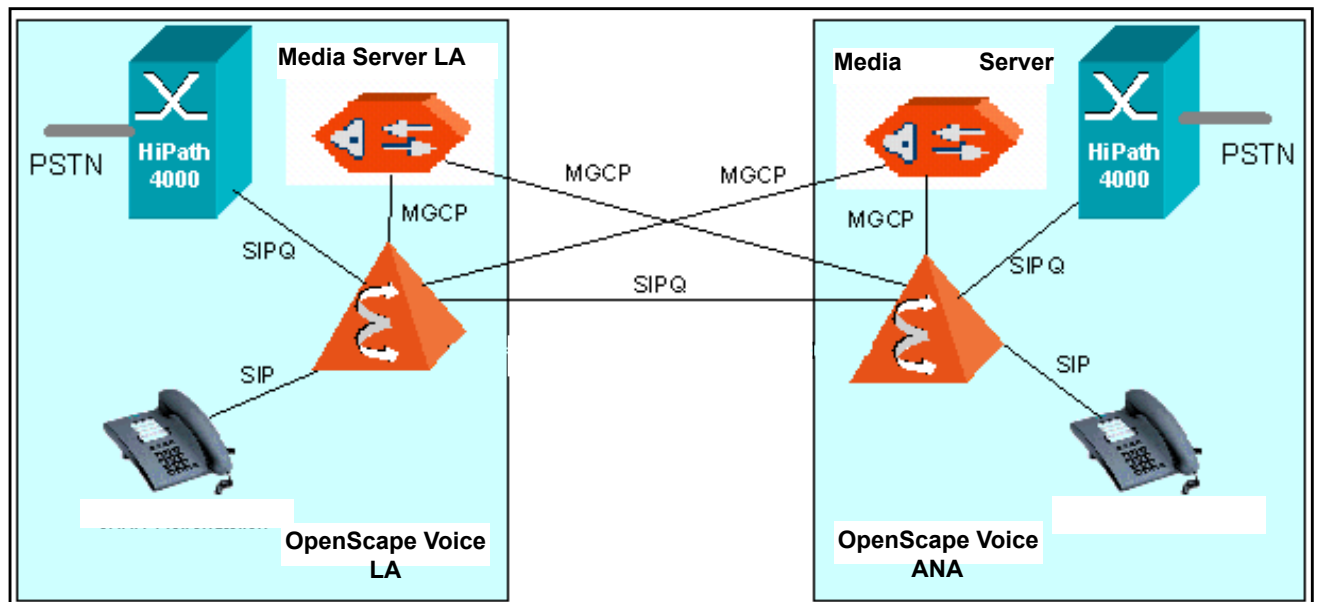 Media Server LA
Media Server
HiPath
4000
HiPath
4000
PSTN
PSTN
MGCP
MGCP
MGCP
MGCP
SIPQ
SIPQ
SIPQ
SIP
SIP
OpenScape Voice
LA
OpenScape Voice
ANA